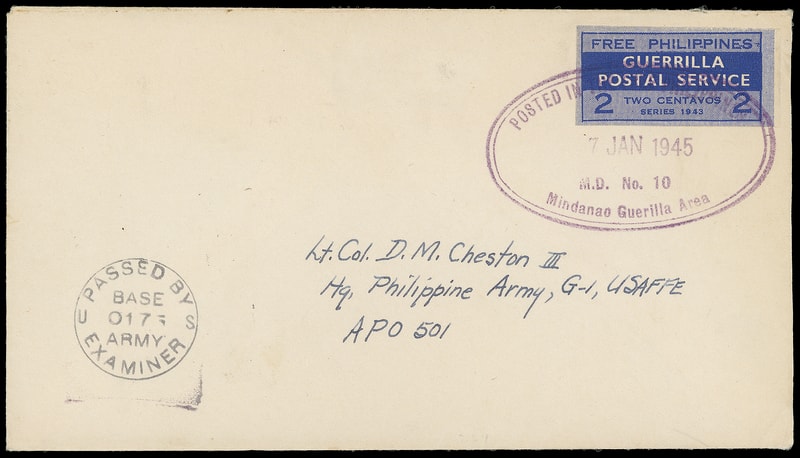 FREE PHILIPPINES
GUERRILLA
POSTAL SERVICE
2 TWO CENTAVOS 2
SERIES 1943
POSTED IN
7 JAN 1945
M.D. No. 10
Mindanao Guerilla Area
Lt. Col. D. M. Cheston III
Hq, Philippine Army, G-1, USAFFE
APO 501
PASSED BY
BASE
U S
ARMY
EXAMINER